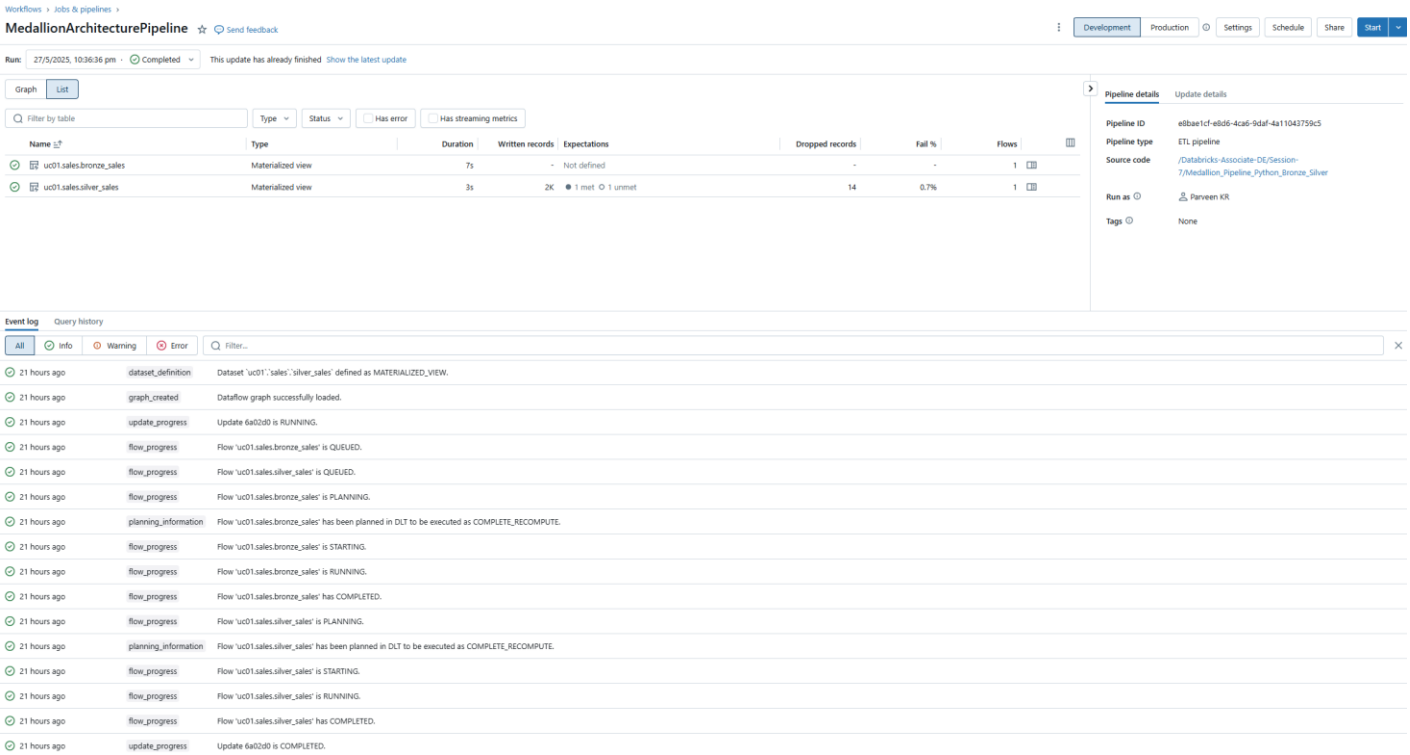 Workflows › Jobs & pipelines ›
MedallionArchitecturePipeline Send feedback
Development Production Settings Schedule Share Start
Run: 27/5/2025, 10:36:36 pm · Completed This update has already finished Show the latest update
Graph List
Filter by table Type Status Has error Has streaming metrics
Name Type Duration Written records Expectations Dropped records Fail % Flows
uc01.sales.bronze_sales Materialized view 7s - Not defined - - 1
uc01.sales.silver_sales Materialized view 3s 2K 1 met 1 unmet 14 0.7% 1
Pipeline details Update details
Pipeline ID e8bae1cf-e8d6-4ca6-9daf-4a11043759c5
Pipeline type ETL pipeline
Source code /Databricks-Associate-DE/Session-
7/Medallion_Pipeline_Python_Bronze_Silver
Run as Parveen KR
Tags None
Event log Query history
All Info Warning Error Filter...
21 hours ago dataset_definition Dataset `uc01`.`sales`.`silver_sales` defined as MATERIALIZED_VIEW.
21 hours ago graph_created Dataflow graph successfully loaded.
21 hours ago update_progress Update 6a02d0 is RUNNING.
21 hours ago flow_progress Flow 'uc01.sales.bronze_sales' is QUEUED.
21 hours ago flow_progress Flow 'uc01.sales.silver_sales' is QUEUED.
21 hours ago flow_progress Flow 'uc01.sales.bronze_sales' is PLANNING.
21 hours ago planning_information Flow 'uc01.sales.bronze_sales' has been planned in DLT to be executed as COMPLETE_RECOMPUTE.
21 hours ago flow_progress Flow 'uc01.sales.bronze_sales' is STARTING.
21 hours ago flow_progress Flow 'uc01.sales.bronze_sales' is RUNNING.
21 hours ago flow_progress Flow 'uc01.sales.bronze_sales' has COMPLETED.
21 hours ago flow_progress Flow 'uc01.sales.silver_sales' is PLANNING.
21 hours ago planning_information Flow 'uc01.sales.silver_sales' has been planned in DLT to be executed as COMPLETE_RECOMPUTE.
21 hours ago flow_progress Flow 'uc01.sales.silver_sales' is STARTING.
21 hours ago flow_progress Flow 'uc01.sales.silver_sales' is RUNNING.
21 hours ago flow_progress Flow 'uc01.sales.silver_sales' has COMPLETED.
21 hours ago update_progress Update 6a02d0 is COMPLETED.